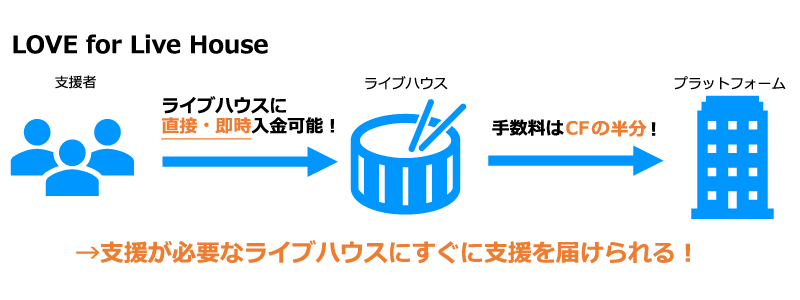 LOVE for Live House
支援者
ライブハウスに
直接・即時入金可能！
ライブハウス
手数料はCFの半分！
プラットフォーム
→支援が必要なライブハウスにすぐに支援を届けられる！